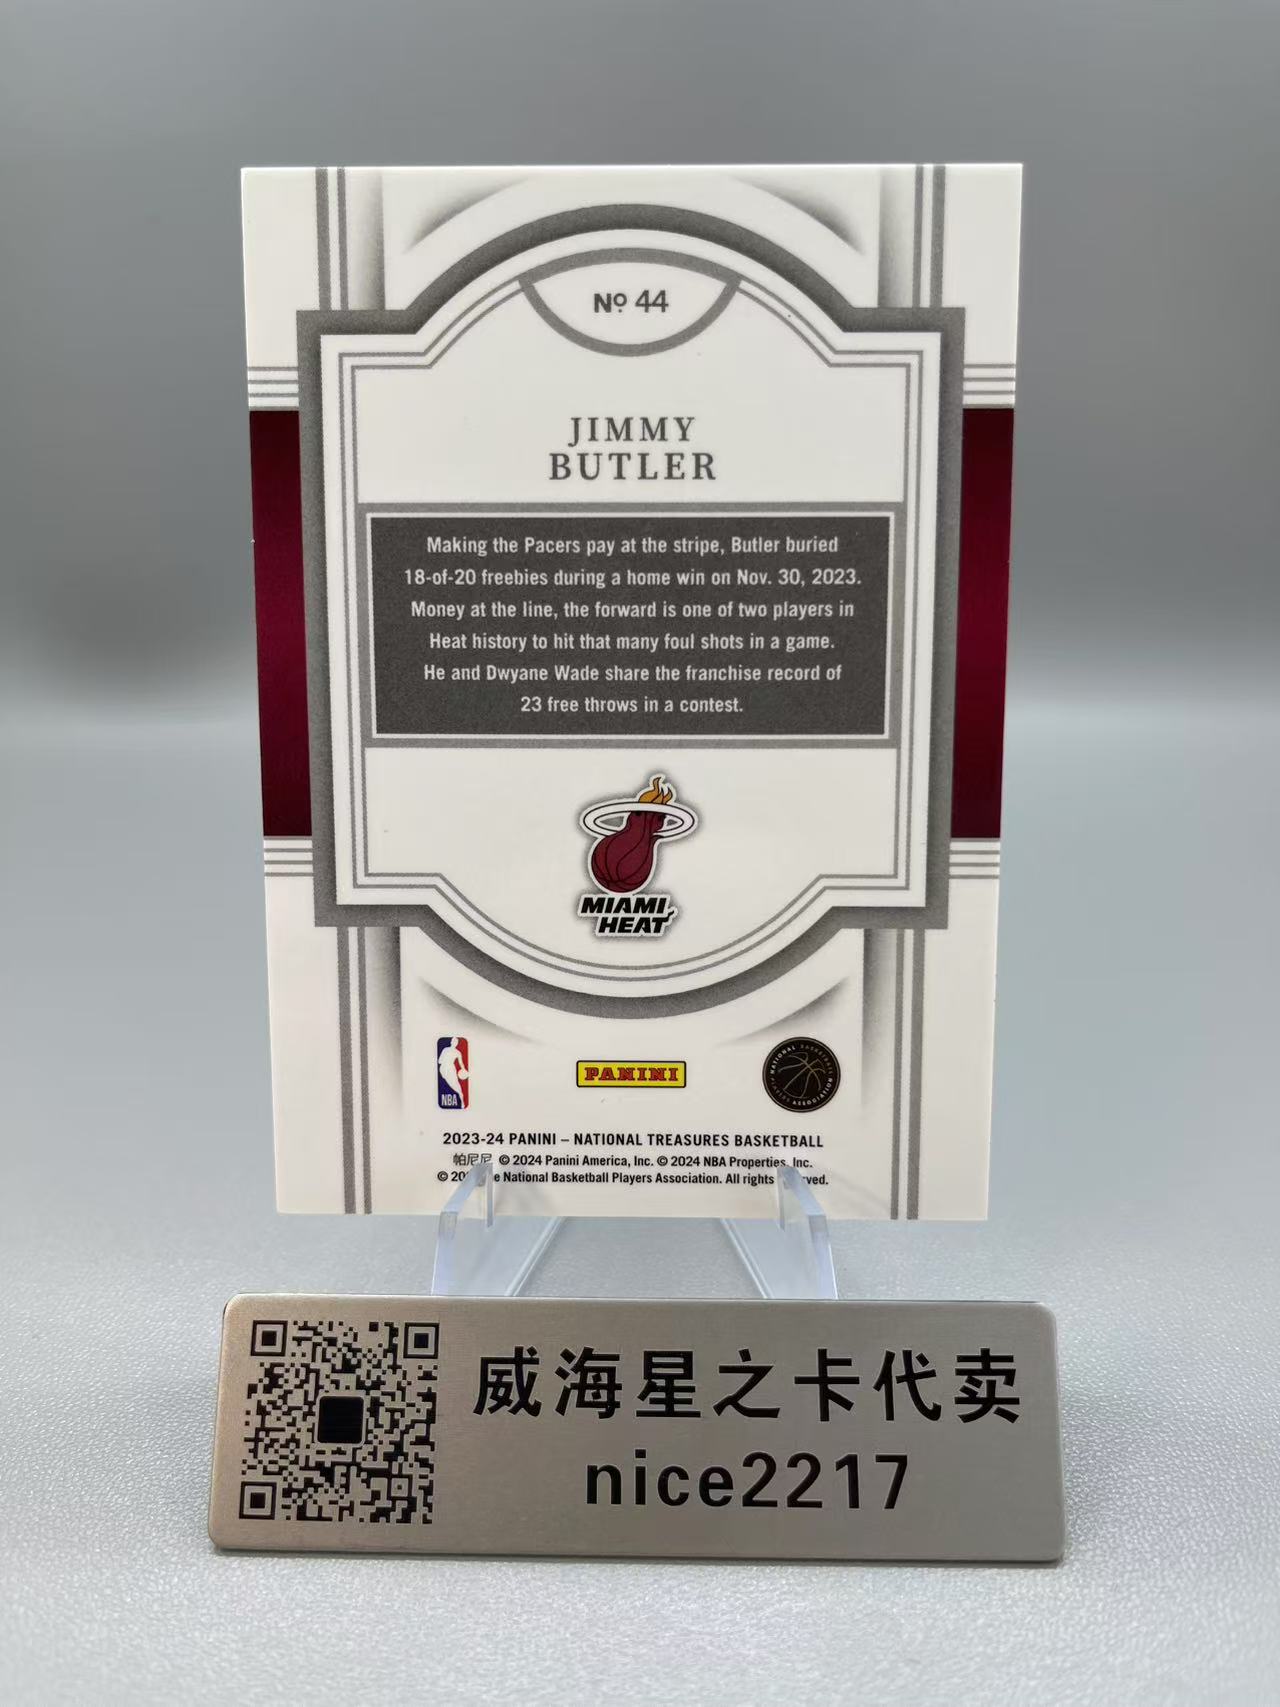 Nº 44
JIMMY
BUTLER
Making the Pacers pay at the stripe, Butler buried
18-of-20 freebies during a home win on Nov. 30, 2023.
Money at the line, the forward is one of two players in
Heat history to hit that many foul shots in a game.
He and Dwyane Wade share the franchise record of
23 free throws in a contest.
MIAMI
HEAT
NBA
PANINI
NATIONAL BASKETBALL PLAYERS ASSOCIATION
2023-24 PANINI – NATIONAL TREASURES BASKETBALL
帕尼尼 © 2024 Panini America, Inc. © 2024 NBA Properties, Inc.
© National Basketball Players Association. All rights
威海星之卡代卖
nice2217